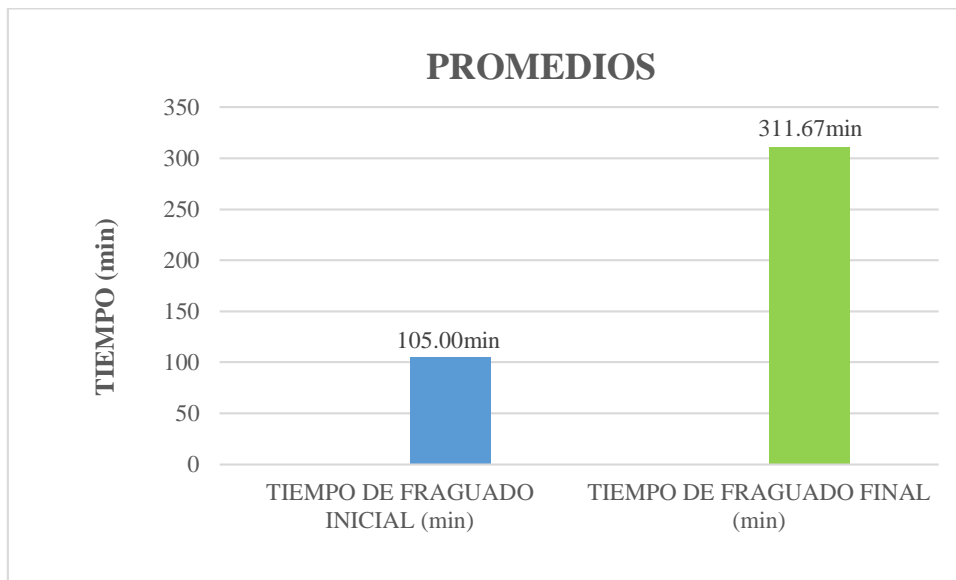 PROMEDIOS
TIEMPO (min)
350
300
250
200
150
100
50
0
105.00min
311.67min
TIEMPO DE FRAGUADO
INICIAL (min)
TIEMPO DE FRAGUADO FINAL
(min)